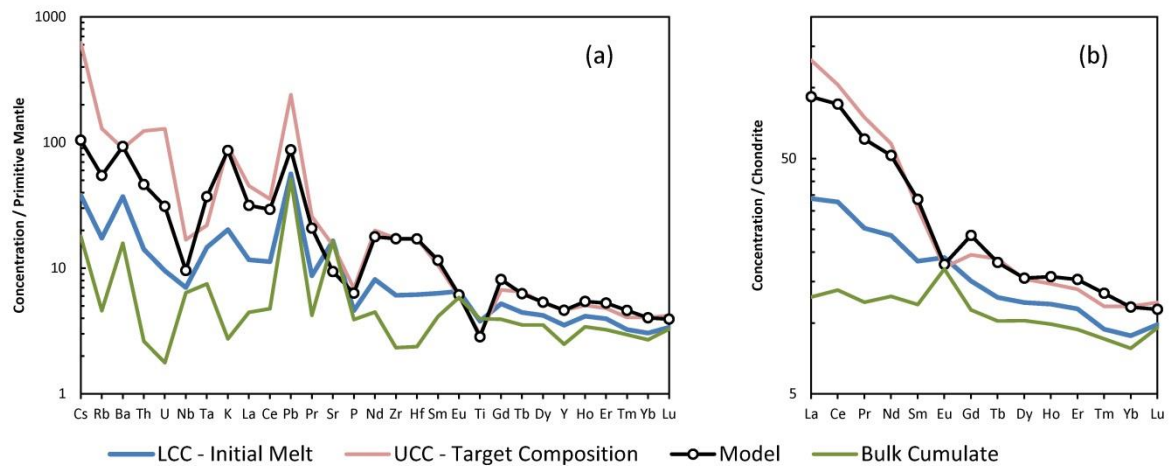 1000
100
10
1
Concentration / Primitive Mantle
(a)
Cs Rb Ba Th U Nb Ta K La Ce Pb Pr Sr P Nd Zr Hf Sm Eu Ti Gd Tb Dy Y Ho Er Tm Yb Lu
50
5
Concentration / Chondrite
(b)
La Ce Pr Nd Sm Eu Gd Tb Dy Ho Er Tm Yb Lu
LCC - Initial Melt UCC - Target Composition Model Bulk Cumulate